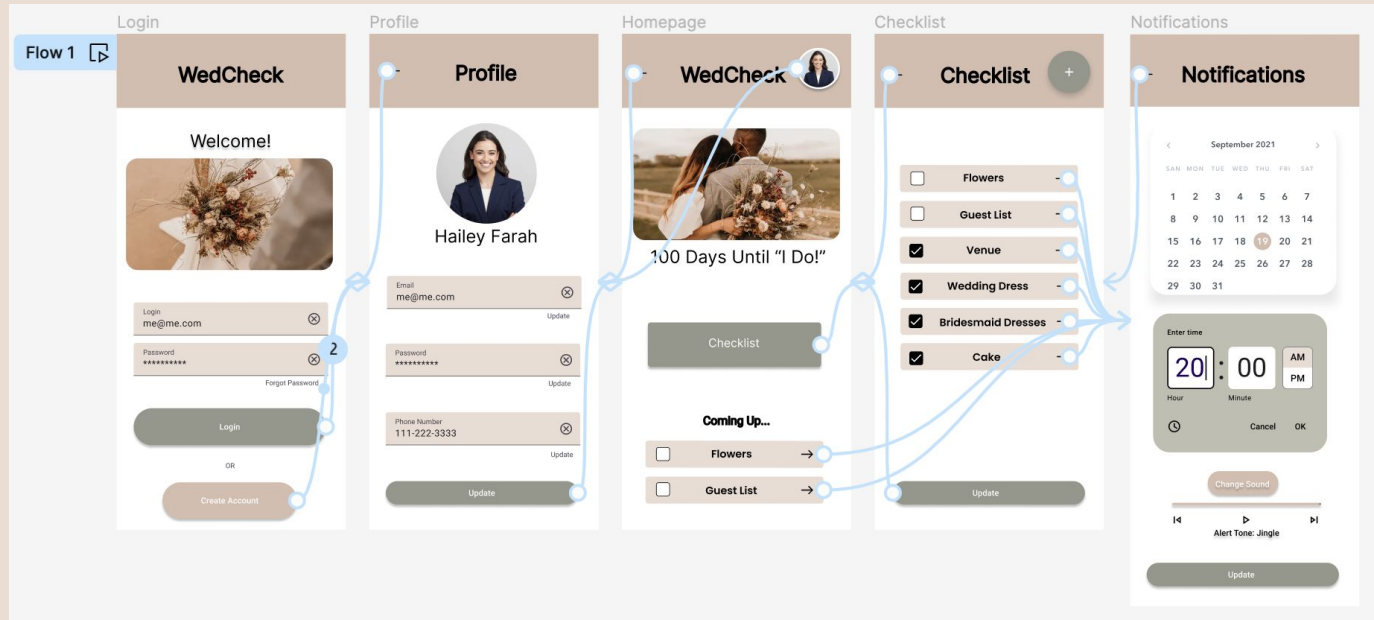 Login
Profile
Homepage
Checklist
Notifications
Flow 1
WedCheck
Welcome!
Login
me@me.com
Password
**********
2
Forgot Password
Login
OR
Create Account
Profile
Hailey Farah
Email
me@me.com
Update
Password
**********
Update
Phone Number
111-222-3333
Update
Update
WedCheck
100 Days Until “I Do!”
Checklist
Coming Up...
Flowers
Guest List
Checklist
+
Flowers
Guest List
Venue
Wedding Dress
Bridesmaid Dresses
Cake
Update
Notifications
September 2021
SAN MON TUE WED THU FRI SAT
1 2 3 4 5 6 7
8 9 10 11 12 13 14
15 16 17 18 19 20 21
22 23 24 25 26 27 28
29 30 31
Enter time
20 : 00 AM
PM
Hour Minute
Cancel OK
Change Sound
Alert Tone: Jingle
Update